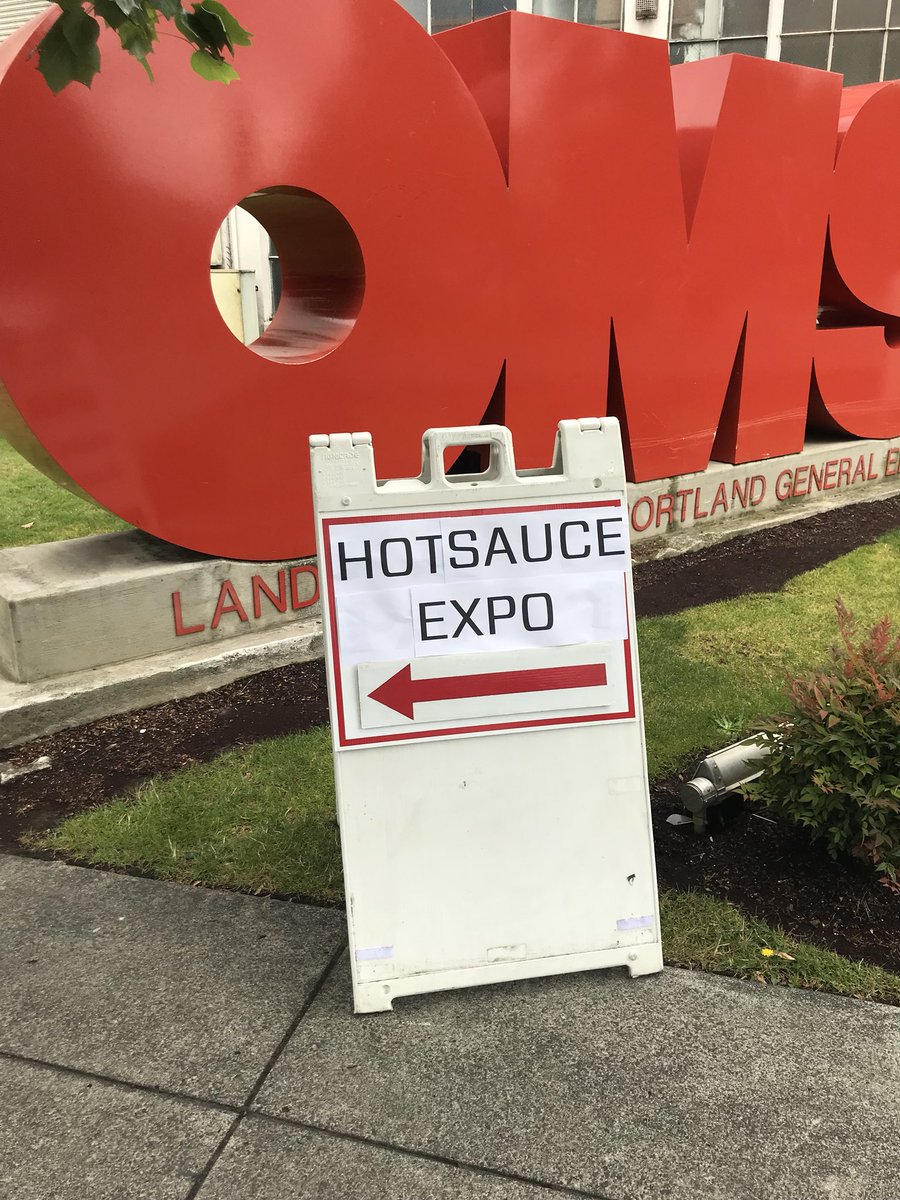 OMS
HOTSAUCE
EXPO
LAND
ORTLAND GENERAL E